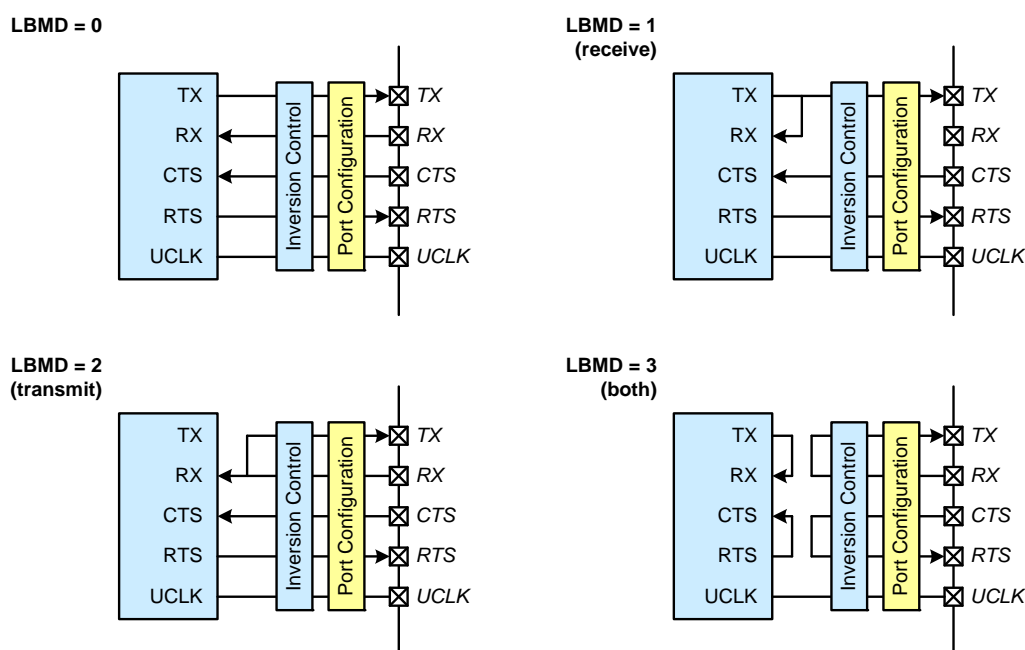 LBMD = 0
TX
RX
CTS
RTS
UCLK
Inversion Control
Port Configuration
TX
RX
CTS
RTS
UCLK
LBMD = 1
(receive)
TX
RX
CTS
RTS
UCLK
Inversion Control
Port Configuration
TX
RX
CTS
RTS
UCLK
LBMD = 2
(transmit)
TX
RX
CTS
RTS
UCLK
Inversion Control
Port Configuration
TX
RX
CTS
RTS
UCLK
LBMD = 3
(both)
TX
RX
CTS
RTS
UCLK
Inversion Control
Port Configuration
TX
RX
CTS
RTS
UCLK